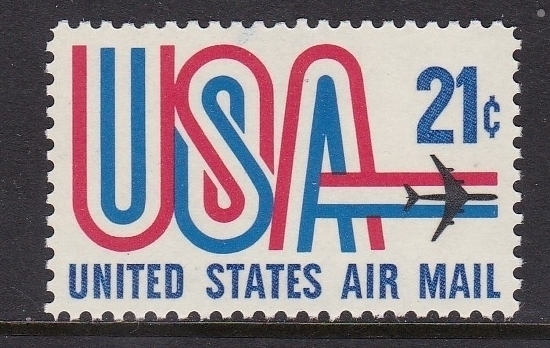 USA
21¢
UNITED STATES AIR MAIL